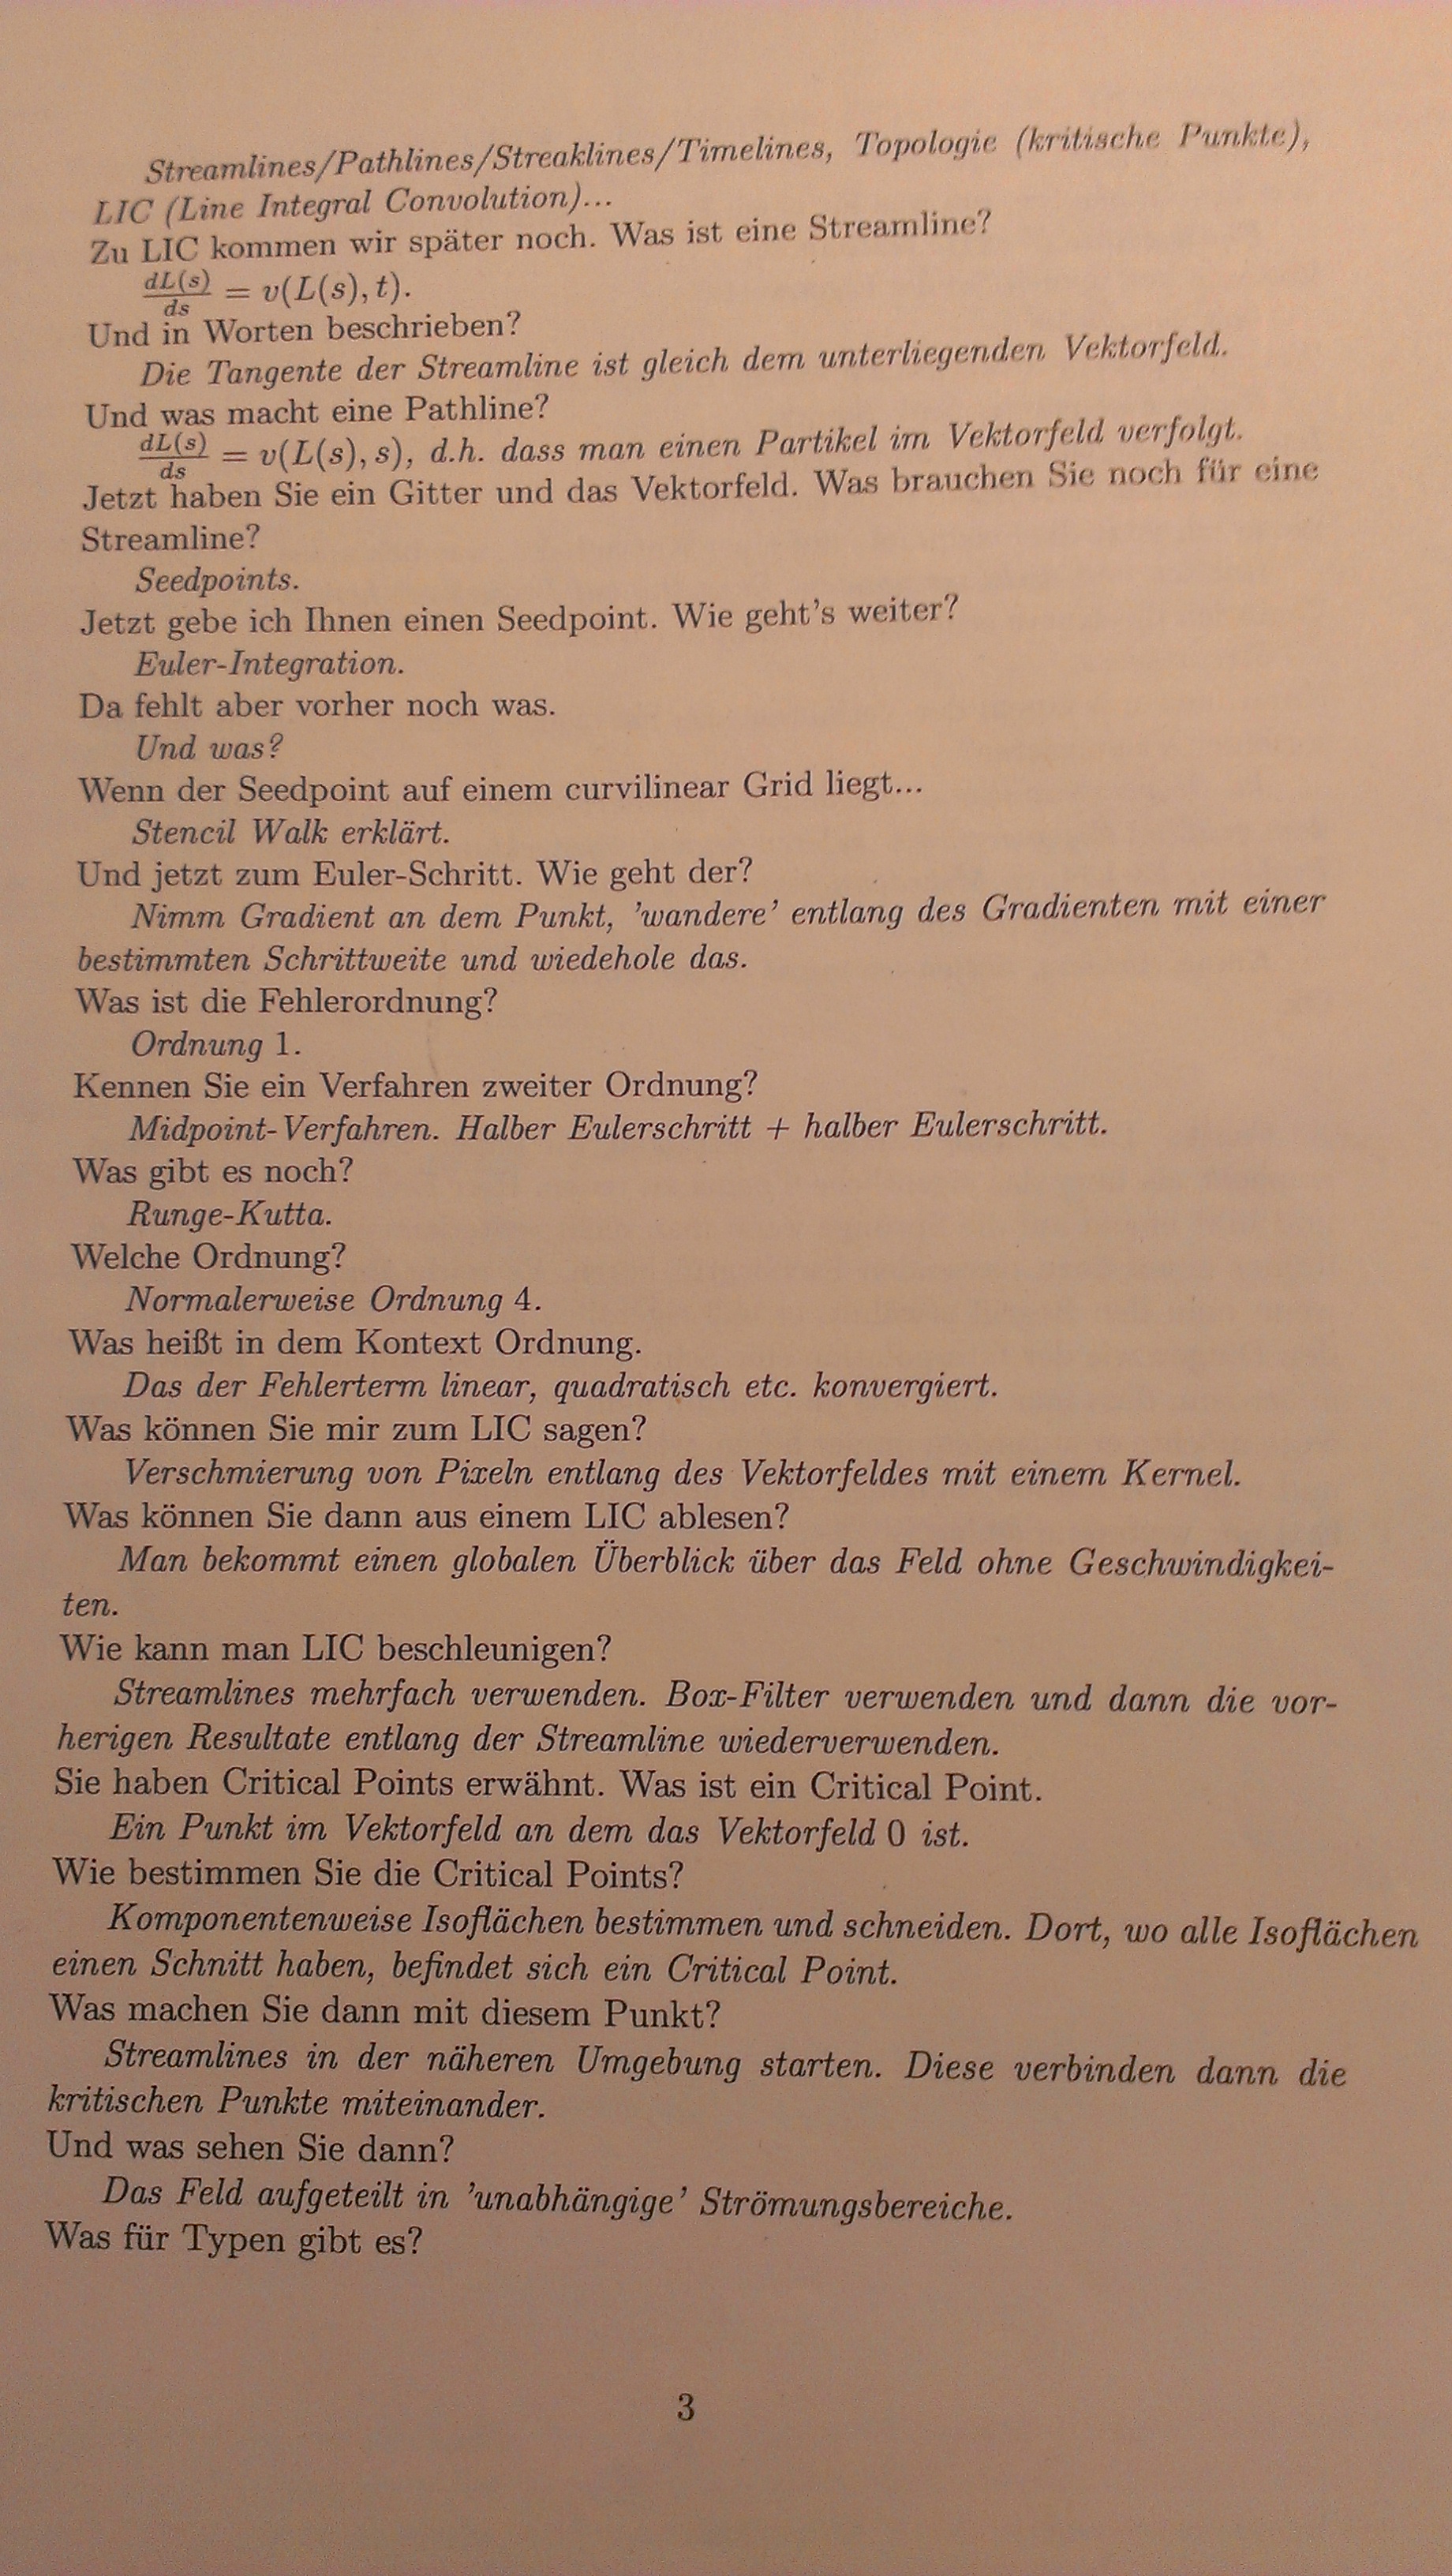 Streamlines/Pathlines/Streaklines/Timelines, Topologie (kritische Punkte),
LIC (Line Integral Convolution)...
Zu LIC kommen wir später noch. Was ist eine Streamline?
dL(s)/ds = v(L(s), t).
Und in Worten beschrieben?
Die Tangente der Streamline ist gleich dem unterliegenden Vektorfeld.
Und was macht eine Pathline?
dL(s)/ds = v(L(s), s), d.h. dass man einen Partikel im Vektorfeld verfolgt.
Jetzt haben Sie ein Gitter und das Vektorfeld. Was brauchen Sie noch für eine
Streamline?
Seedpoints.
Jetzt gebe ich Ihnen einen Seedpoint. Wie geht's weiter?
Euler-Integration.
Da fehlt aber vorher noch was.
Und was?
Wenn der Seedpoint auf einem curvilinear Grid liegt...
Stencil Walk erklärt.
Und jetzt zum Euler-Schritt. Wie geht der?
Nimm Gradient an dem Punkt, 'wandere' entlang des Gradienten mit einer
bestimmten Schrittweite und wiedehole das.
Was ist die Fehlerordnung?
Ordnung 1.
Kennen Sie ein Verfahren zweiter Ordnung?
Midpoint-Verfahren. Halber Eulerschritt + halber Eulerschritt.
Was gibt es noch?
Runge-Kutta.
Welche Ordnung?
Normalerweise Ordnung 4.
Was heißt in dem Kontext Ordnung.
Das der Fehlerterm linear, quadratisch etc. konvergiert.
Was können Sie mir zum LIC sagen?
Verschmierung von Pixeln entlang des Vektorfeldes mit einem Kernel.
Was können Sie dann aus einem LIC ablesen?
Man bekommt einen globalen Überblick über das Feld ohne Geschwindigkei-
ten.
Wie kann man LIC beschleunigen?
Streamlines mehrfach verwenden. Box-Filter verwenden und dann die vor-
herigen Resultate entlang der Streamline wiederverwenden.
Sie haben Critical Points erwähnt. Was ist ein Critical Point.
Ein Punkt im Vektorfeld an dem das Vektorfeld 0 ist.
Wie bestimmen Sie die Critical Points?
Komponentenweise Isoflächen bestimmen und schneiden. Dort, wo alle Isoflächen
einen Schnitt haben, befindet sich ein Critical Point.
Was machen Sie dann mit diesem Punkt?
Streamlines in der näheren Umgebung starten. Diese verbinden dann die
kritischen Punkte miteinander.
Und was sehen Sie dann?
Das Feld aufgeteilt in 'unabhängige' Strömungsbereiche.
Was für Typen gibt es?
3